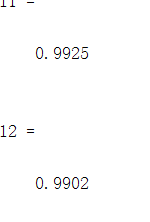 l1 =
0.9925
l2 =
0.9902